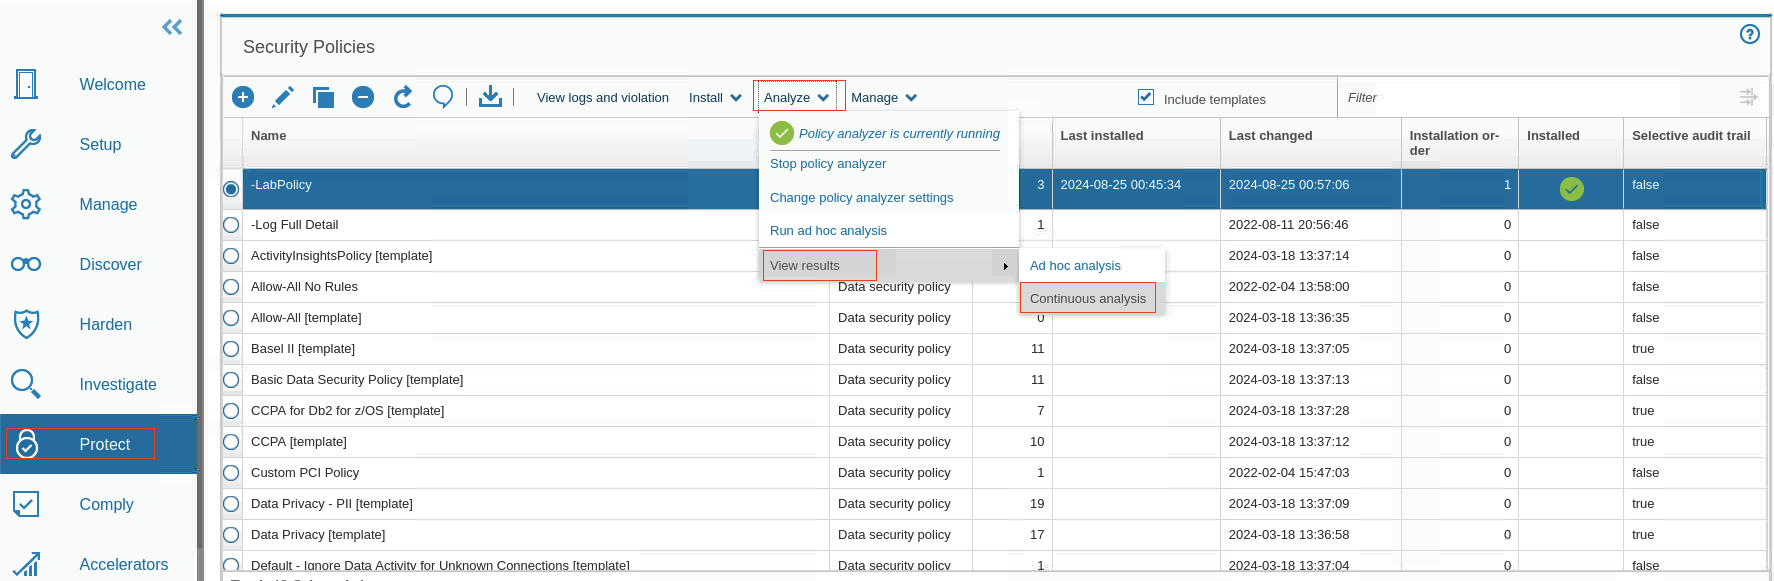 Security Policies
Welcome
Setup
Manage
Discover
Harden
Investigate
Protect
Comply
Accelerators
View logs and violation Install Analyze Manage Include templates Filter
Name Last installed Last changed Installation or-
der Installed Selective audit trail
Policy analyzer is currently running
Stop policy analyzer
Change policy analyzer settings
Run ad hoc analysis
View results
Ad hoc analysis
Continuous analysis
-LabPolicy 3 2024-08-25 00:45:34 2024-08-25 00:57:06 1 false
-Log Full Detail 1 2022-08-11 20:56:46 0 false
ActivityInsightsPolicy [template] 2024-03-18 13:37:14 0 false
Allow-All No Rules Data security policy 2022-02-04 13:58:00 0 false
Allow-All [template] Data security policy 0 2024-03-18 13:36:35 0 false
Basel II [template] Data security policy 11 2024-03-18 13:37:05 0 true
Basic Data Security Policy [template] Data security policy 11 2024-03-18 13:37:13 0 false
CCPA for Db2 for z/OS [template] Data security policy 7 2024-03-18 13:37:28 0 true
CCPA [template] Data security policy 10 2024-03-18 13:37:12 0 true
Custom PCI Policy Data security policy 1 2022-02-04 15:47:03 0 false
Data Privacy - PII [template] Data security policy 19 2024-03-18 13:37:09 0 true
Data Privacy [template] Data security policy 17 2024-03-18 13:36:58 0 true
Default - Ignore Data Activity for Unknown Connections [template] Data security policy 1 2024-03-18 13:37:04 0 false